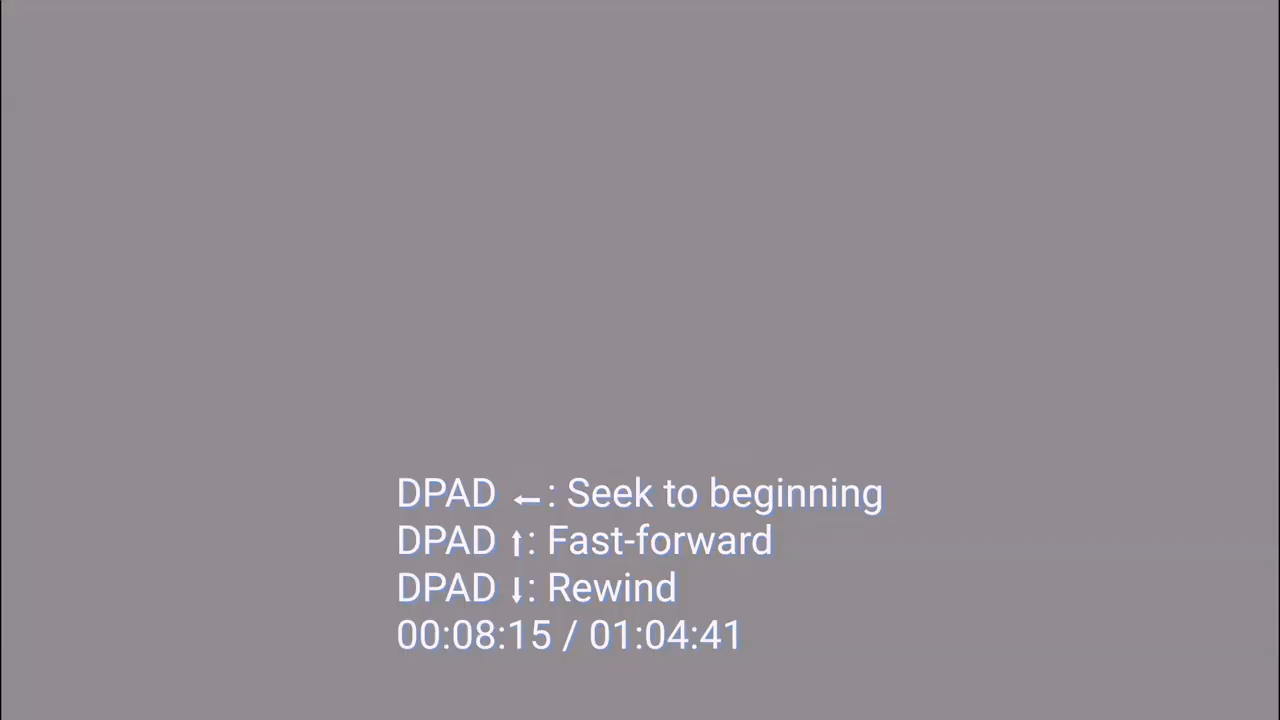 DPAD ←: Seek to beginning
DPAD ↑: Fast-forward
DPAD ↓: Rewind
00:08:15 / 01:04:41